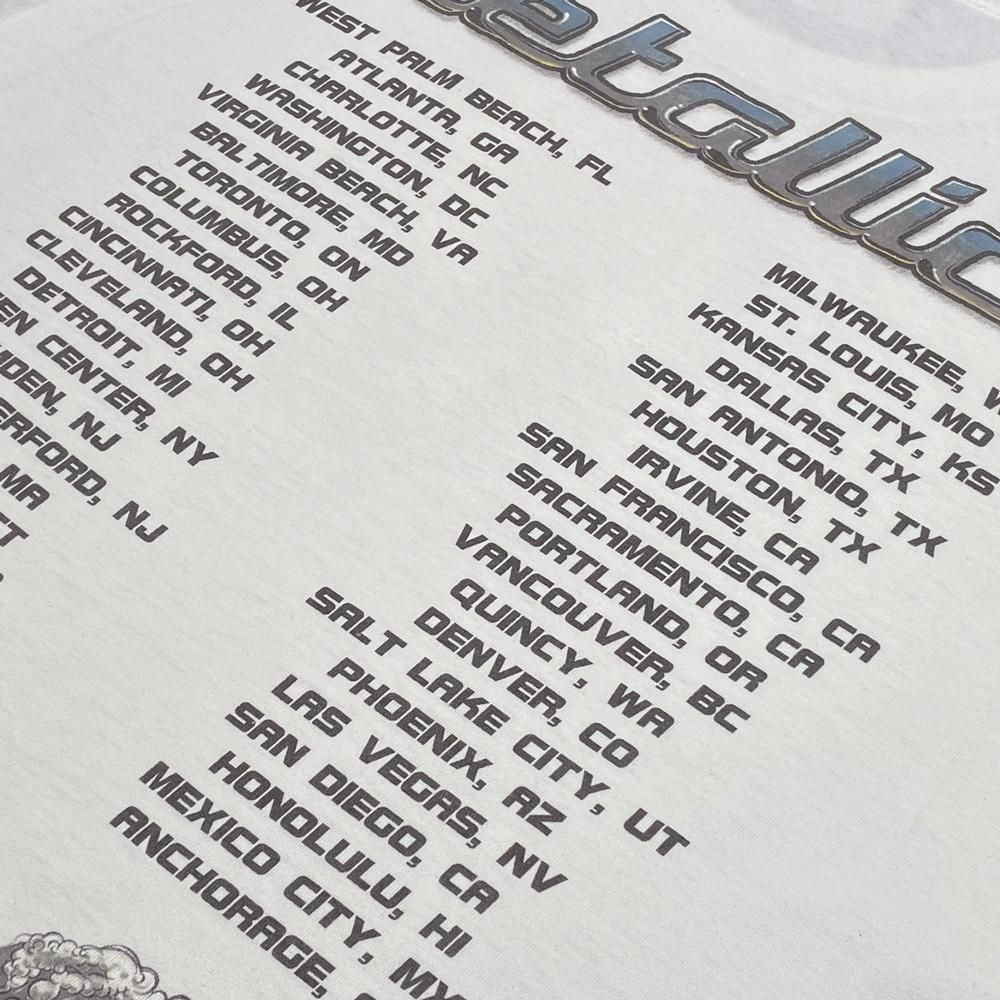 etallic
WEST PALM BEACH, FL
ATLANTA, GA
CHARLOTTE, NC
WASHINGTON, DC
VIRGINIA BEACH, VA
BALTIMORE, MD
TORONTO, ON
COLUMBUS, OH
ROCKFORD, IL
CINCINNATI, OH
CLEVELAND, OH
DETROIT, MI
EN CENTER, NY
DEN, NJ
ERFORD, NJ
MA
MILWAUKEE, W
ST. LOUIS, MO
KANSAS CITY, KS
DALLAS, TX
SAN ANTONIO, TX
HOUSTON, TX
IRVINE, CA
SAN FRANCISCO, CA
SACRAMENTO, CA
PORTLAND, OR
VANCOUVER, BC
QUINCY, WA
DENVER, CO
SALT LAKE CITY, UT
PHOENIX, AZ
LAS VEGAS, NV
SAN DIEGO, CA
HONOLULU, HI
MEXICO CITY, MX
ANCHORAGE,